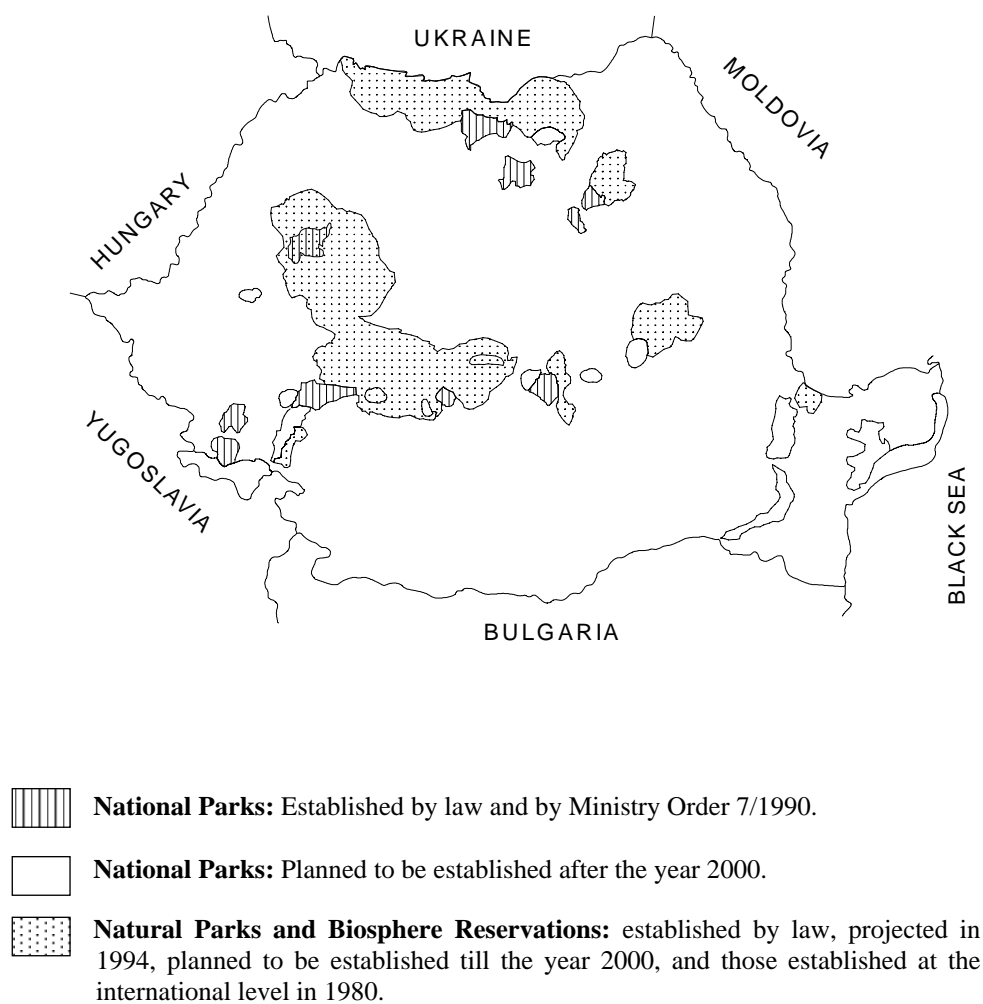 UKRAINE
MOLDOVIA
HUNGARY
YUGOSLAVIA
BLACK SEA
BULGARIA
National Parks: Established by law and by Ministry Order 7/1990.
National Parks: Planned to be established after the year 2000.
Natural Parks and Biosphere Reservations: established by law, projected in
1994, planned to be established till the year 2000, and those established at the
international level in 1980.